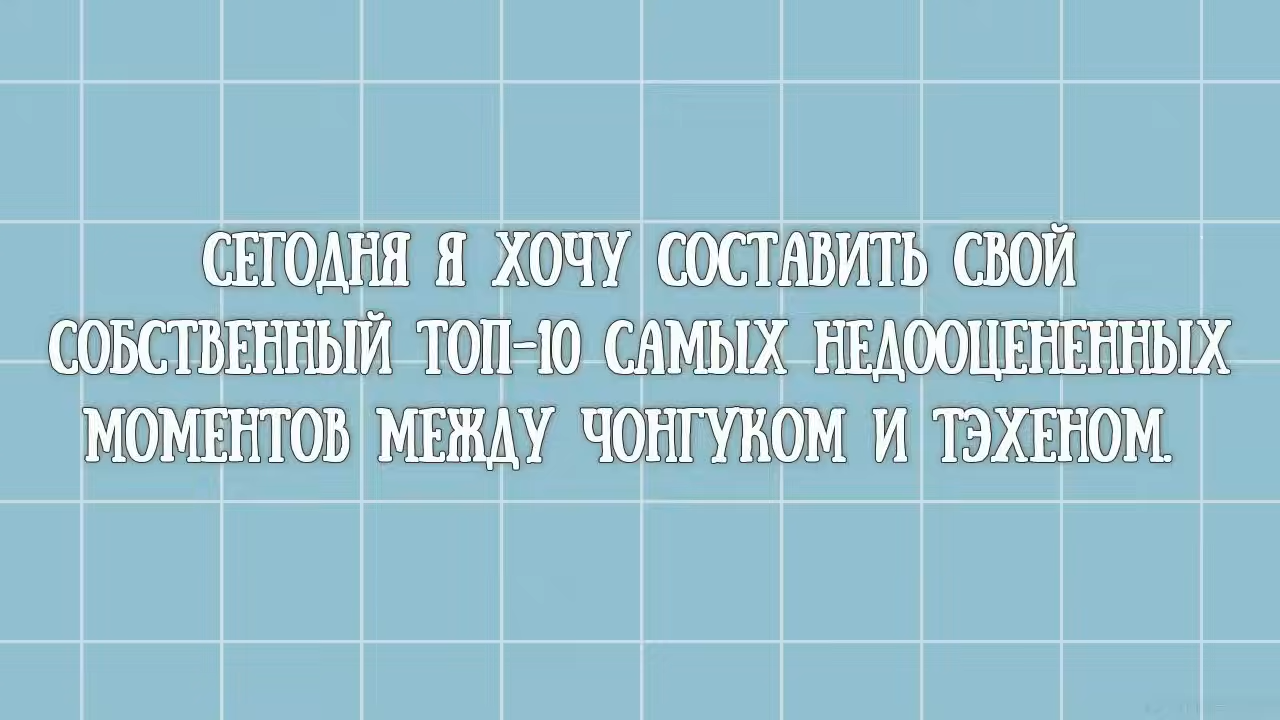 СЕГОДНЯ Я ХОЧУ СОСТАВИТЬ СВОЙ
СОБСТВЕННЫЙ ТОП-10 САМЫХ НЕДООЦЕНЕННЫХ
МОМЕНТОВ МЕЖДУ ЧОНГУКОМ И ТЭХЕНОМ.